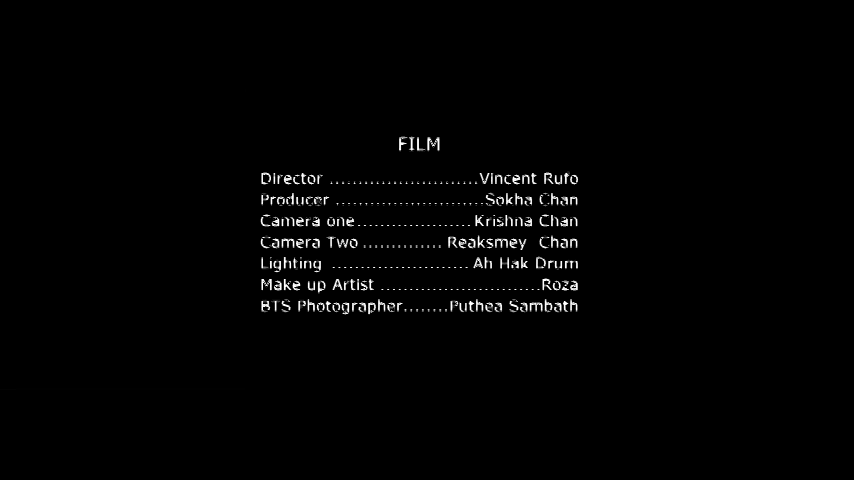 FILM
Director ..........................Vincent Rufo
Producer ..........................Sokha Chan
Camera one....................Krishna Chan
Camera Two .............. Reaksmey  Chan
Lighting ........................ Ah Hak Drum
Make up Artist ............................Roza
BTS Photographer........Puthea Sambath